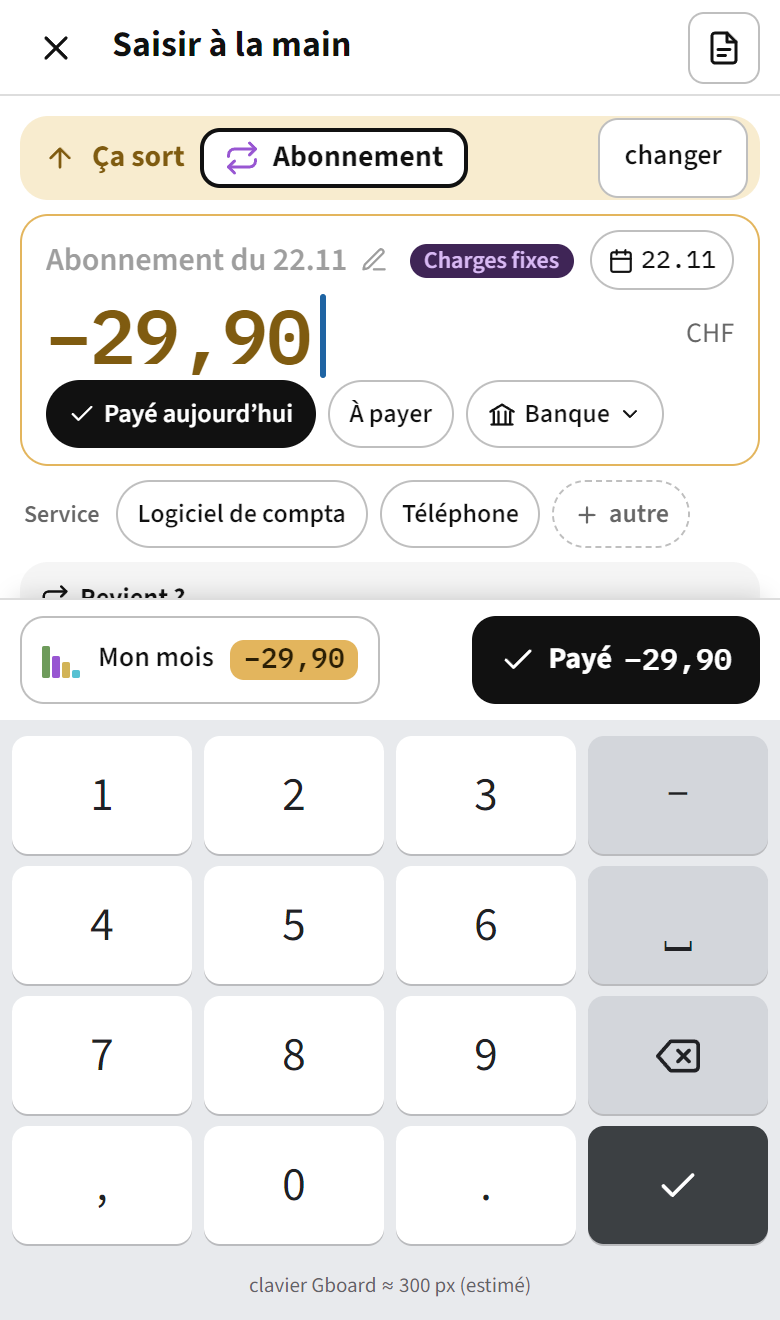 Saisir à la main
Ça sort Abonnement changer
Abonnement du 22.11 Charges fixes 22.11
−29,90 CHF
Payé aujourd’hui À payer Banque
Service Logiciel de compta Téléphone + autre
Revient ?
Mon mois −29,90 Payé −29,90
1 2 3 −
4 5 6
7 8 9
, 0 .
clavier Gboard ≈ 300 px (estimé)